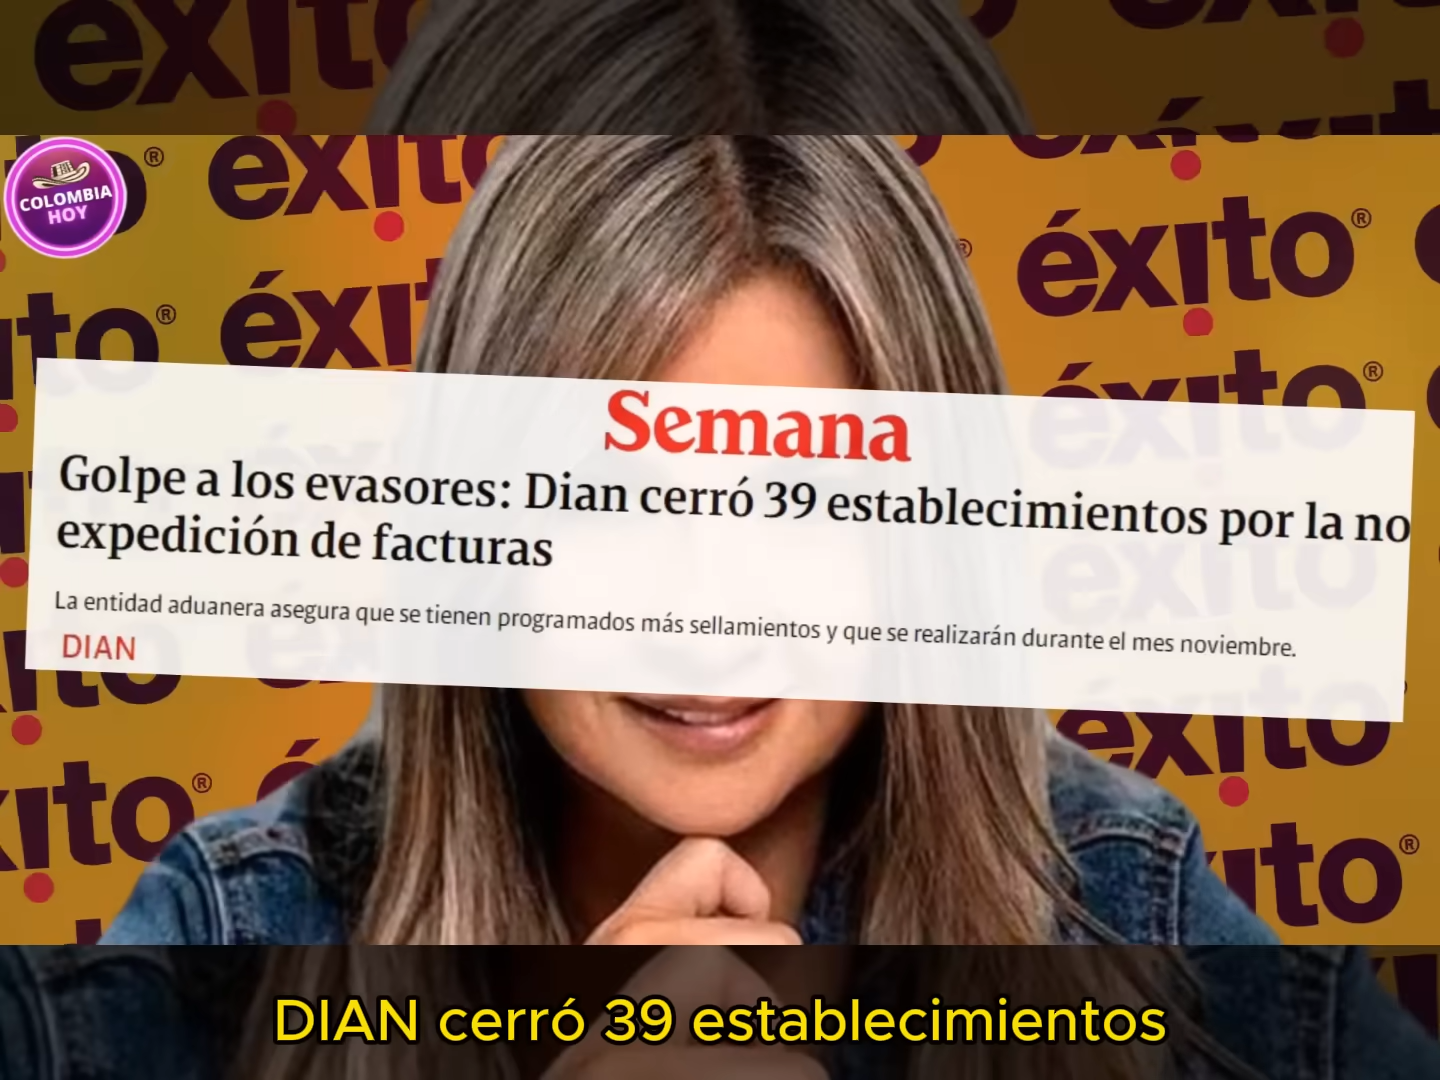 COLOMBIA
HOY
éxito
Semana
Golpe a los evasores: Dian cerró 39 establecimientos por la no
expedición de facturas
La entidad aduanera asegura que se tienen programados más sellamientos y que se realizarán durante el mes noviembre.
DIAN
DIAN cerró 39 establecimientos